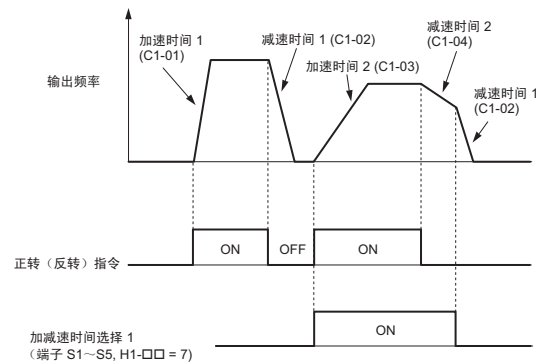 加速时间 1
(C1-01)
减速时间 1 (C1-02)
减速时间 2
(C1-04)
加速时间 2 (C1-03)
减速时间 1
(C1-02)
输出频率
正转（反转）指令
ON
OFF
ON
加减速时间选择 1
（端子 S1～S5, H1-□□ = 7)
ON